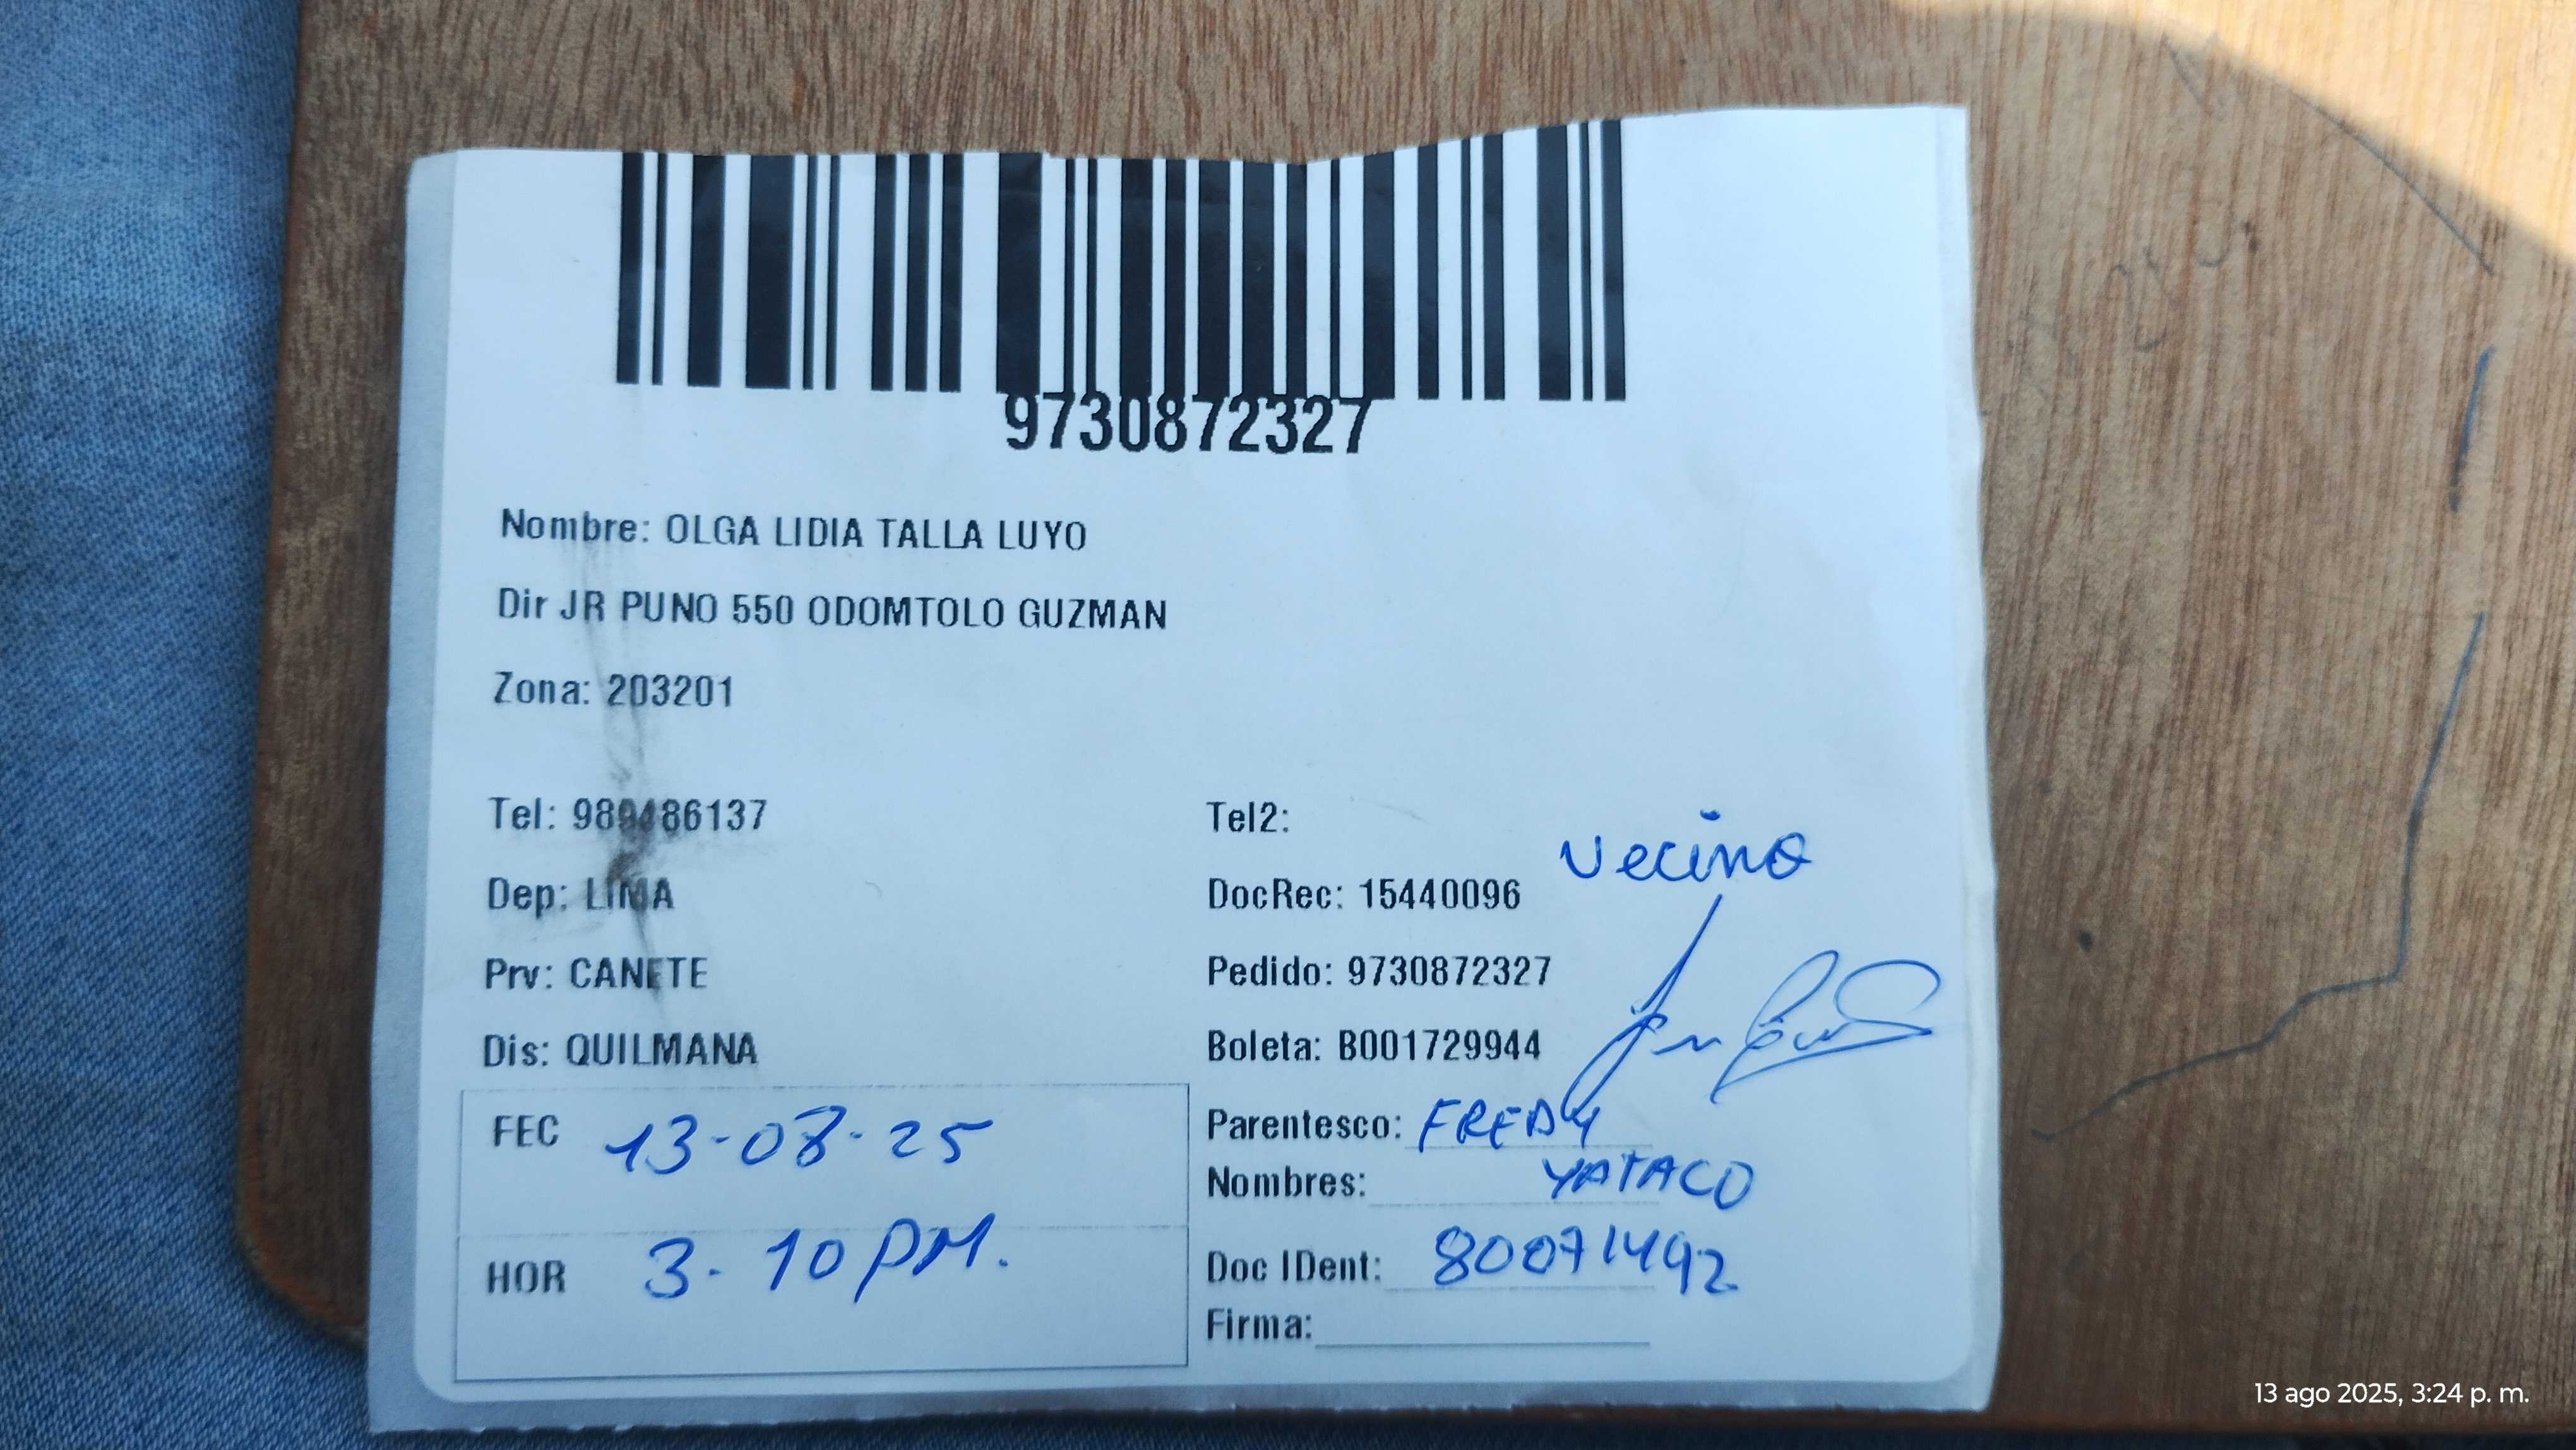 9730872327
Nombre: OLGA LIDIA TALLA LUYO
Dir JR PUNO 550 ODOMTOLO GUZMAN
Zona: 203201
Tel: 989486137
Tel2:
vecino
Dep: LIMA
DocRec: 15440096
Prv: CANETE
Pedido: 9730872327
Dis: QUILMANA
Boleta: B001729944
FEC 13-08-25
Parentesco: FREDY
Nombres: YATACO
HOR 3-10 PM.
Doc IDent: 80071492
Firma:
13 ago 2025, 3:24 p. m.